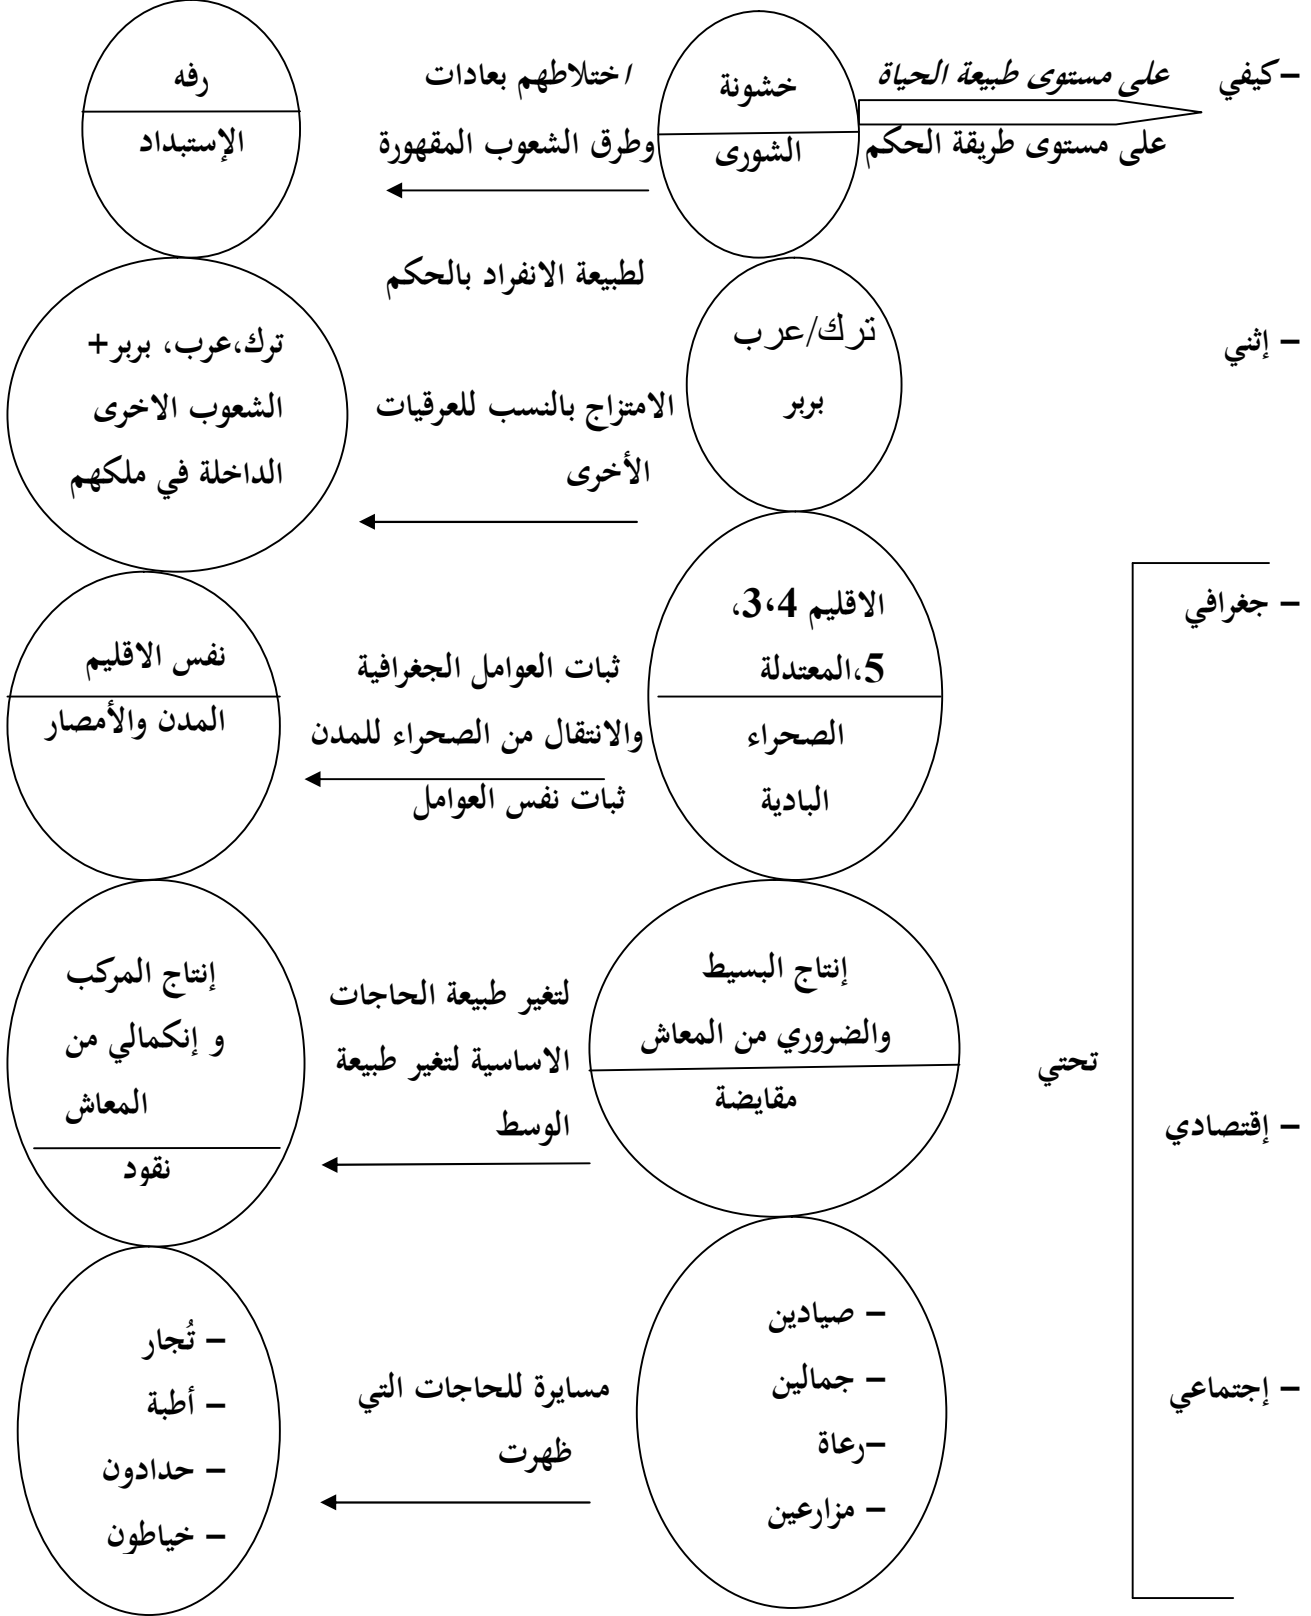 –كيفي
على مستوى طبيعة الحياة
على مستوى طريقة الحكم
خشونة
الشورى
اختلاطهم بعادات
وطرق الشعوب المقهورة
لطبيعة الانفراد بالحكم
رفه
الإستبداد
– إثني
ترك/عرب
بربر
الامتزاج بالنسب للعرقيات
الأخرى
ترك،عرب، بربر+
الشعوب الاخرى
الداخلة في ملكهم
– جغرافي
الاقليم 3،4،
5،المعتدلة
الصحراء
البادية
ثبات العوامل الجغرافية
والانتقال من الصحراء للمدن
ثبات نفس العوامل
نفس الاقليم
المدن والأمصار
تحتي
– إقتصادي
إنتاج البسيط
والضروري من المعاش
مقايضة
لتغير طبيعة الحاجات
الاساسية لتغير طبيعة
الوسط
إنتاج المركب
و إنكمالي من
المعاش
نقود
– إجتماعي
– صيادين
– جمالين
–رعاة
– مزارعين
مسايرة للحاجات التي
ظهرت
– تُجار
– أطبة
– حدادون
– خياطون